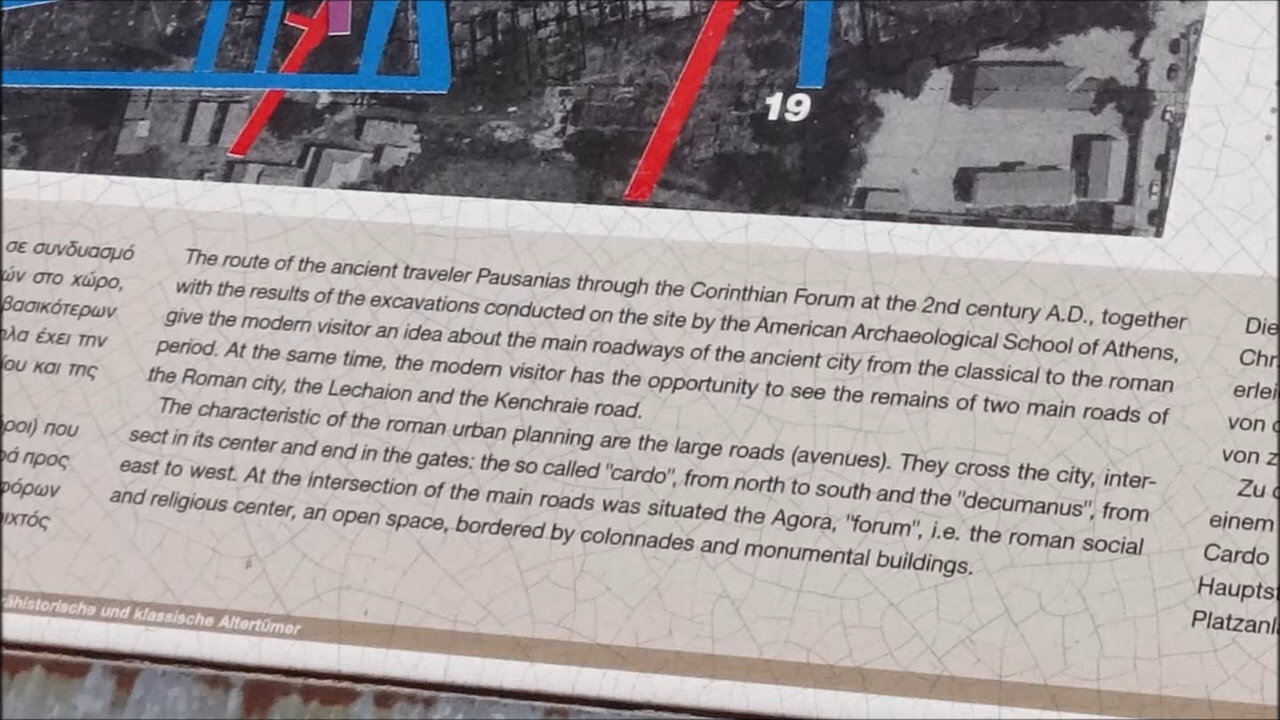 19
σε συνδυασμό
ών στο χώρο,
βασικότερων
ηλα έχει την
ίου και της
ροι) που
ρά προς
φόρων
ιχτός
The route of the ancient traveler Pausanias through the Corinthian Forum at the 2nd century A.D., together
with the results of the excavations conducted on the site by the American Archaeological School of Athens,
give the modern visitor an idea about the main roadways of the ancient city from the classical to the roman
period. At the same time, the modern visitor has the opportunity to see the remains of two main roads of
the Roman city, the Lechaion and the Kenchraie road.
The characteristic of the roman urban planning are the large roads (avenues). They cross the city, inter-
sect in its center and end in the gates: the so called "cardo", from north to south and the "decumanus", from
east to west. At the intersection of the main roads was situated the Agora, "forum", i.e. the roman social
and religious center, an open space, bordered by colonnades and monumental buildings.
Die
Chr
erlei
von
von z
Zu
einem
Cardo
Haupts
Platzanl
rähistorische und klassische Altertümer